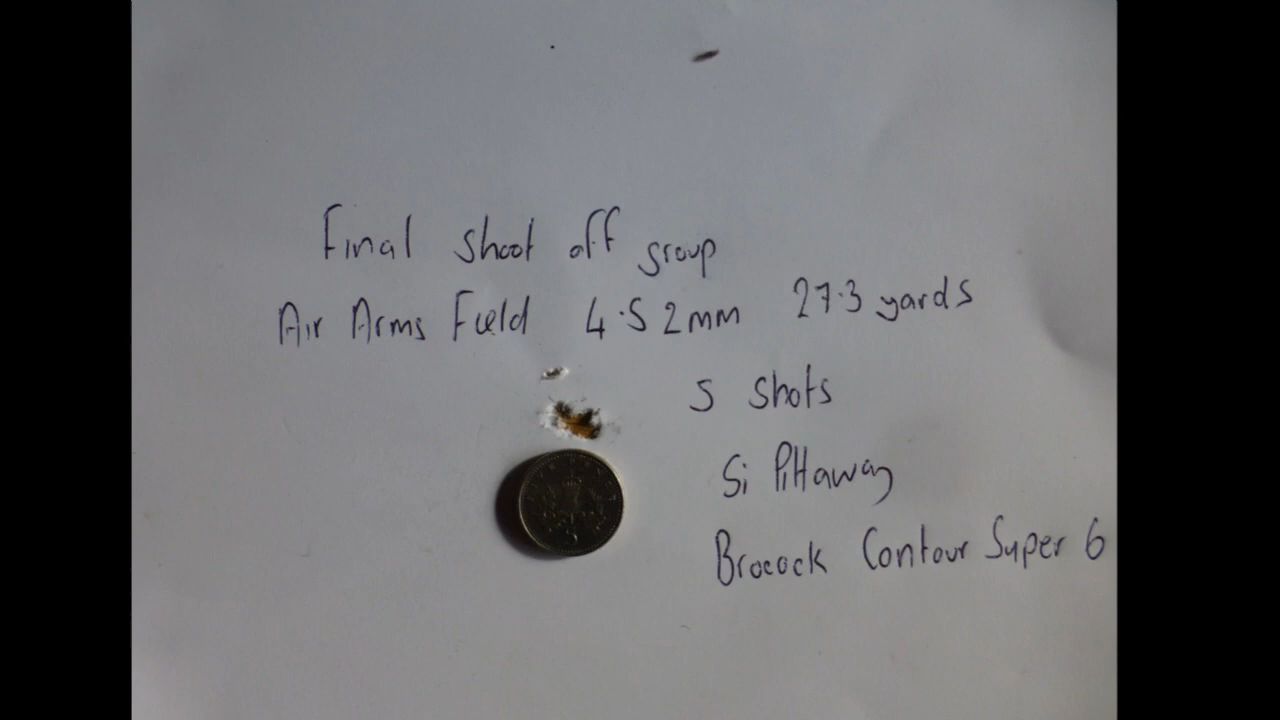 Final shoot off group
Air Arms Field 4.52mm 27.3 yards
5 shots
Si Pittaway
Brocock Contour Super 6
5